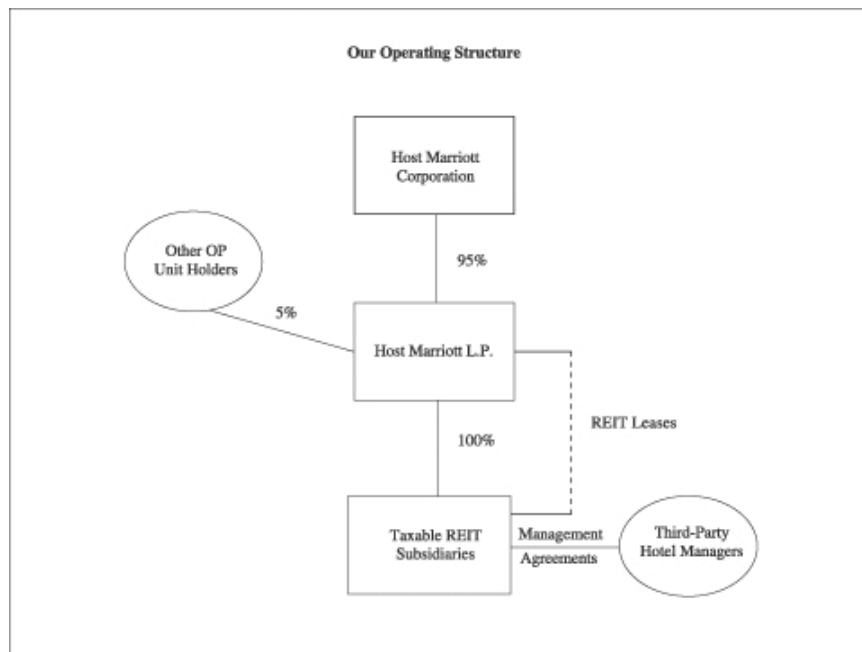 Our Operating Structure
Host Marriott
Corporation
Other OP
Unit Holders
95%
5%
Host Marriott L.P.
REIT Leases
100%
Taxable REIT
Subsidiaries
Management
Agreements
Third-Party
Hotel Managers